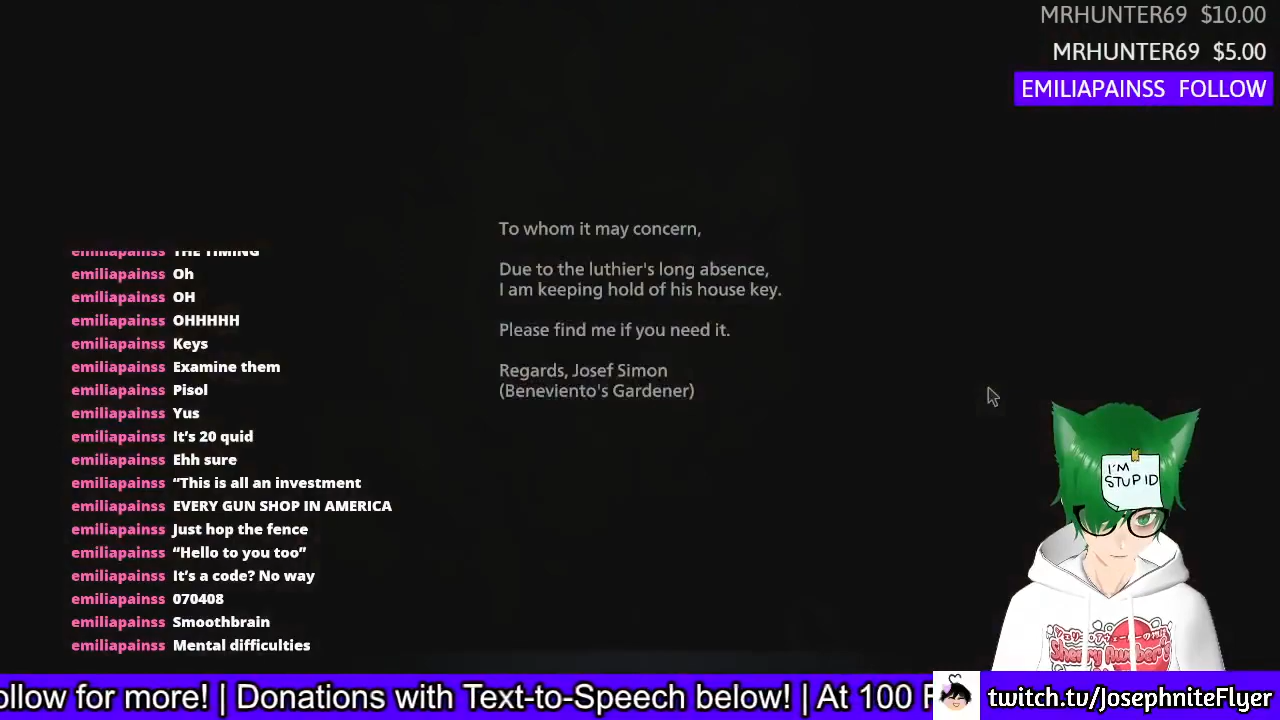 MRHUNTER69 $10.00
MRHUNTER69 $5.00
EMILIAPAINSS FOLLOW
To whom it may concern,
Due to the luthier's long absence,
I am keeping hold of his house key.
Please find me if you need it.
Regards, Josef Simon
(Beneviento's Gardener)
emiliapainss THE TIMING
emiliapainss Oh
emiliapainss OH
emiliapainss OHHHHH
emiliapainss Keys
emiliapainss Examine them
emiliapainss Pisol
emiliapainss Yus
emiliapainss It’s 20 quid
emiliapainss Ehh sure
emiliapainss “This is all an investment
emiliapainss EVERY GUN SHOP IN AMERICA
emiliapainss Just hop the fence
emiliapainss “Hello to you too”
emiliapainss It’s a code? No way
emiliapainss 070408
emiliapainss Smoothbrain
emiliapainss Mental difficulties
I'M
STUPID
ollow for more! | Donations with Text-to-Speech below! | At 100 F
twitch.tv/JosephniteFlyer